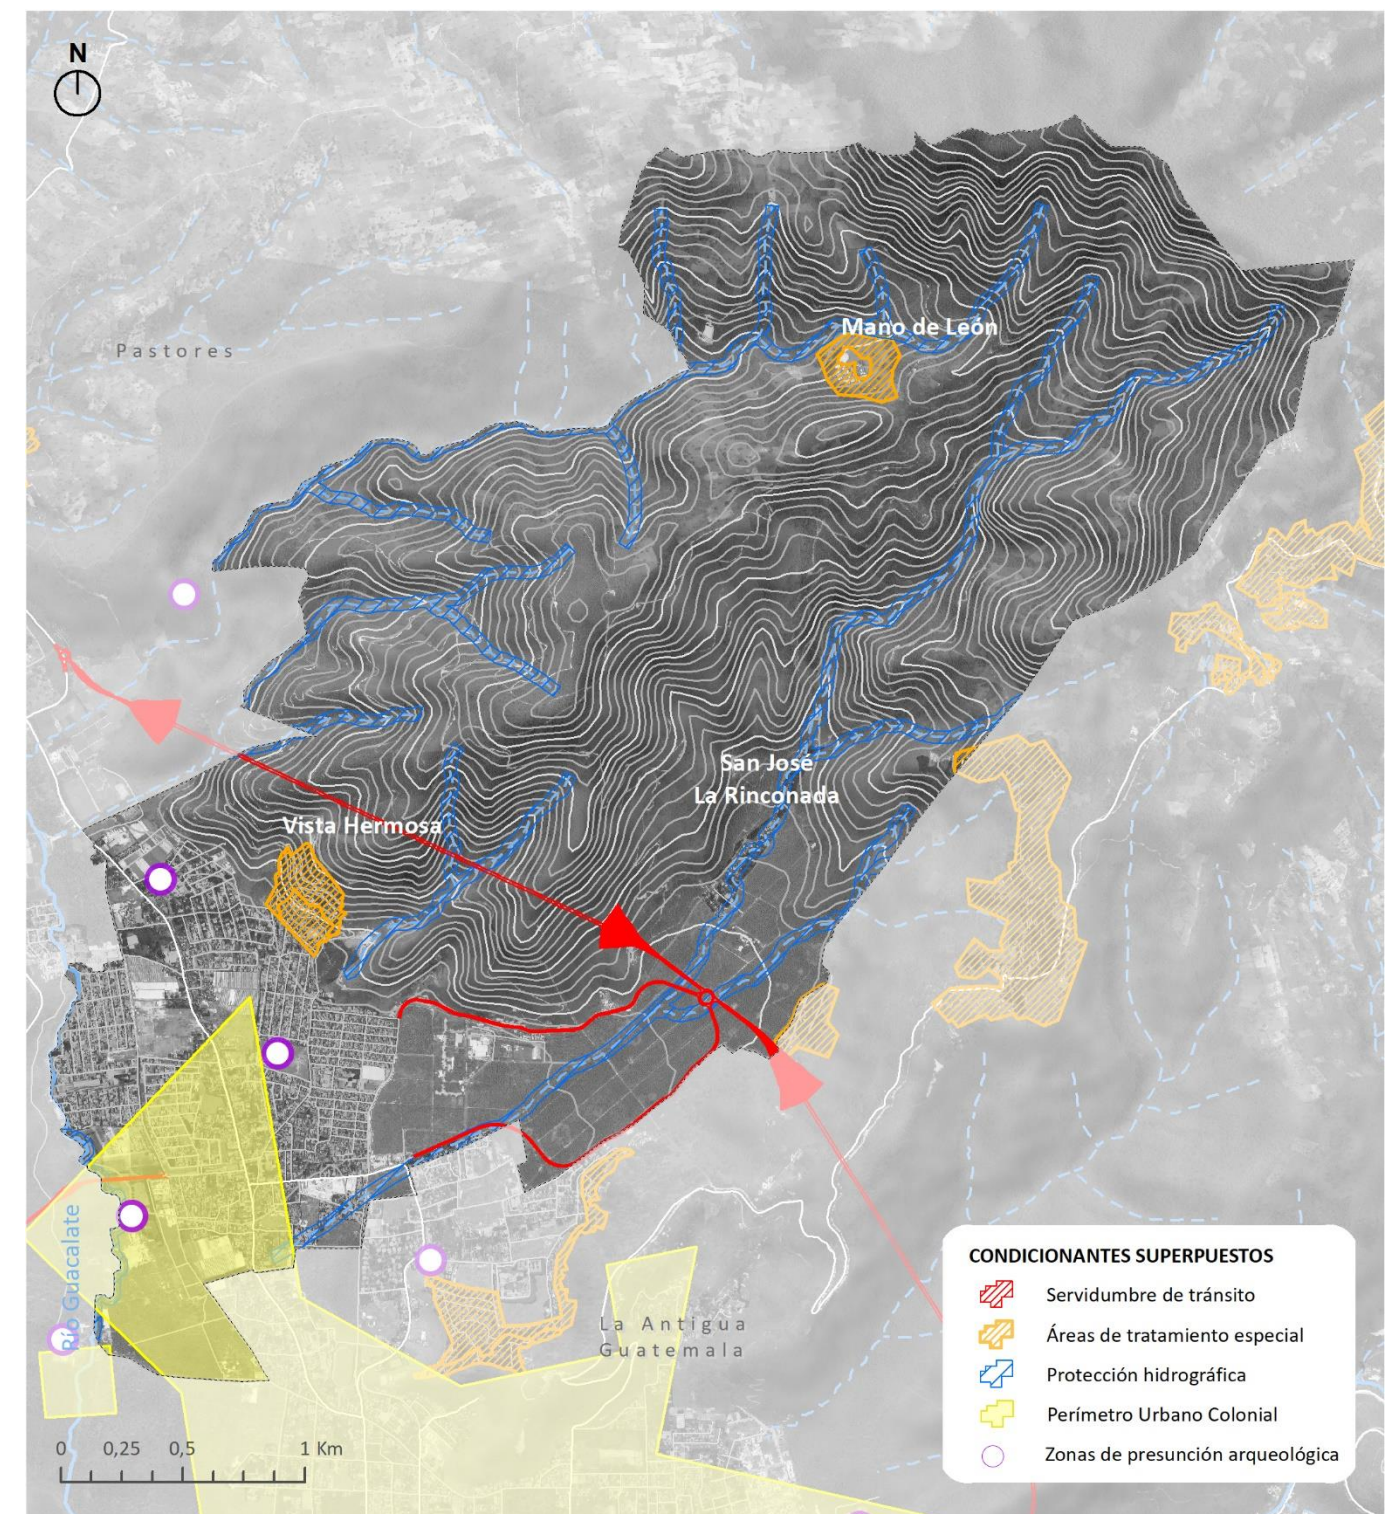 N
Mano de León
Pastores
San José
La Rinconada
Vista Hermosa
Río Guacalate
La Antigua
Guatemala
0 0,25 0,5 1 Km
CONDICIONANTES SUPERPUESTOS
Servidumbre de tránsito
Áreas de tratamiento especial
Protección hidrográfica
Perímetro Urbano Colonial
Zonas de presunción arqueológica